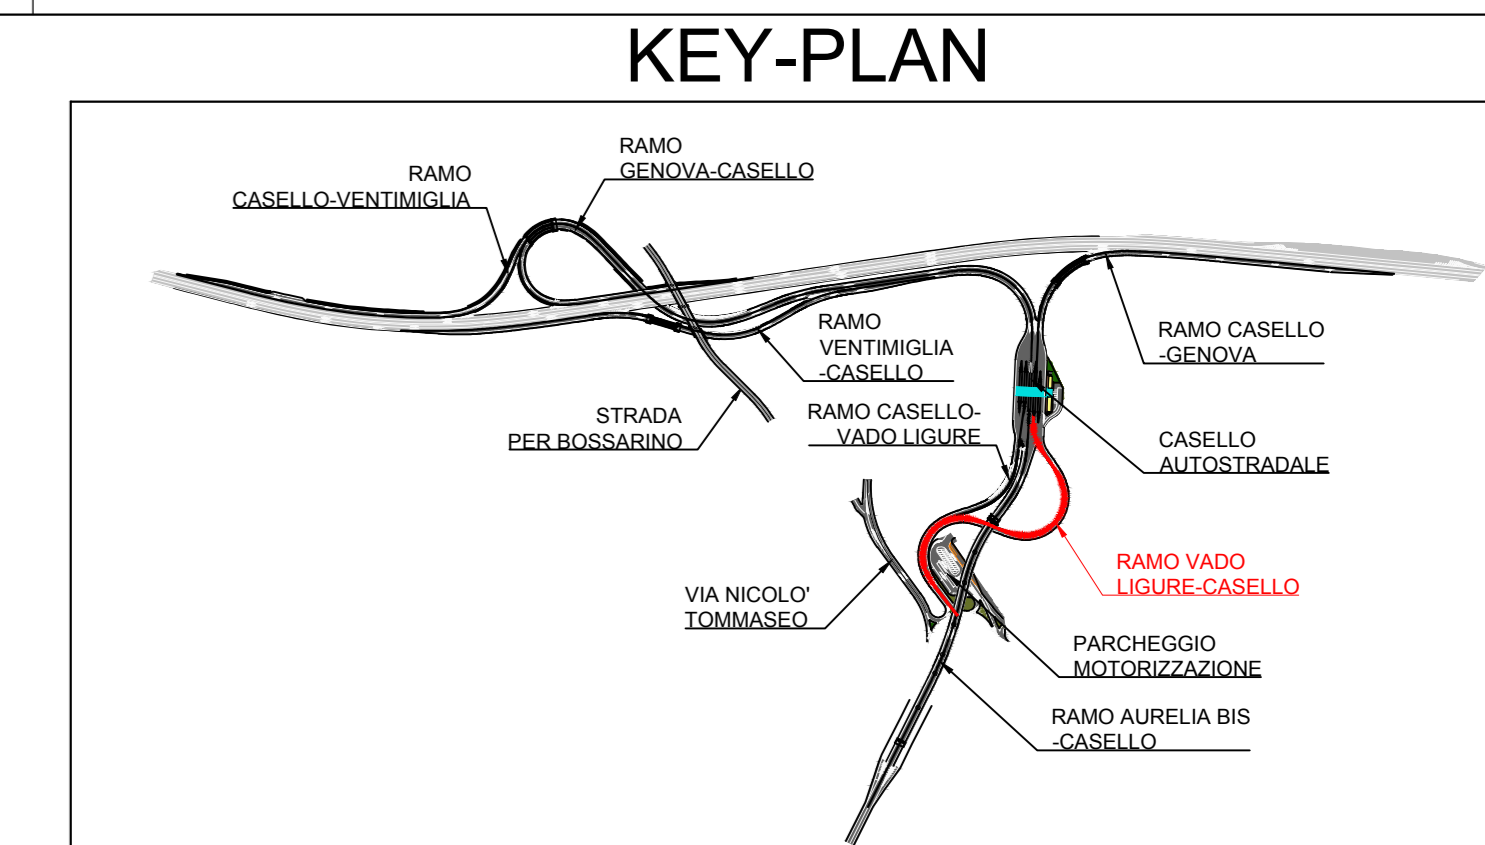 KEY-PLAN
RAMO
GENOVA-CASELLO
RAMO
CASELLO-VENTIMIGLIA
RAMO
VENTIMIGLIA
-CASELLO
RAMO CASELLO
-GENOVA
STRADA
PER BOSSARINO
RAMO CASELLO-
VADO LIGURE
CASELLO
AUTOSTRADALE
RAMO VADO
LIGURE-CASELLO
VIA NICOLO'
TOMMASEO
PARCHEGGIO
MOTORIZZAZIONE
RAMO AURELIA BIS
-CASELLO